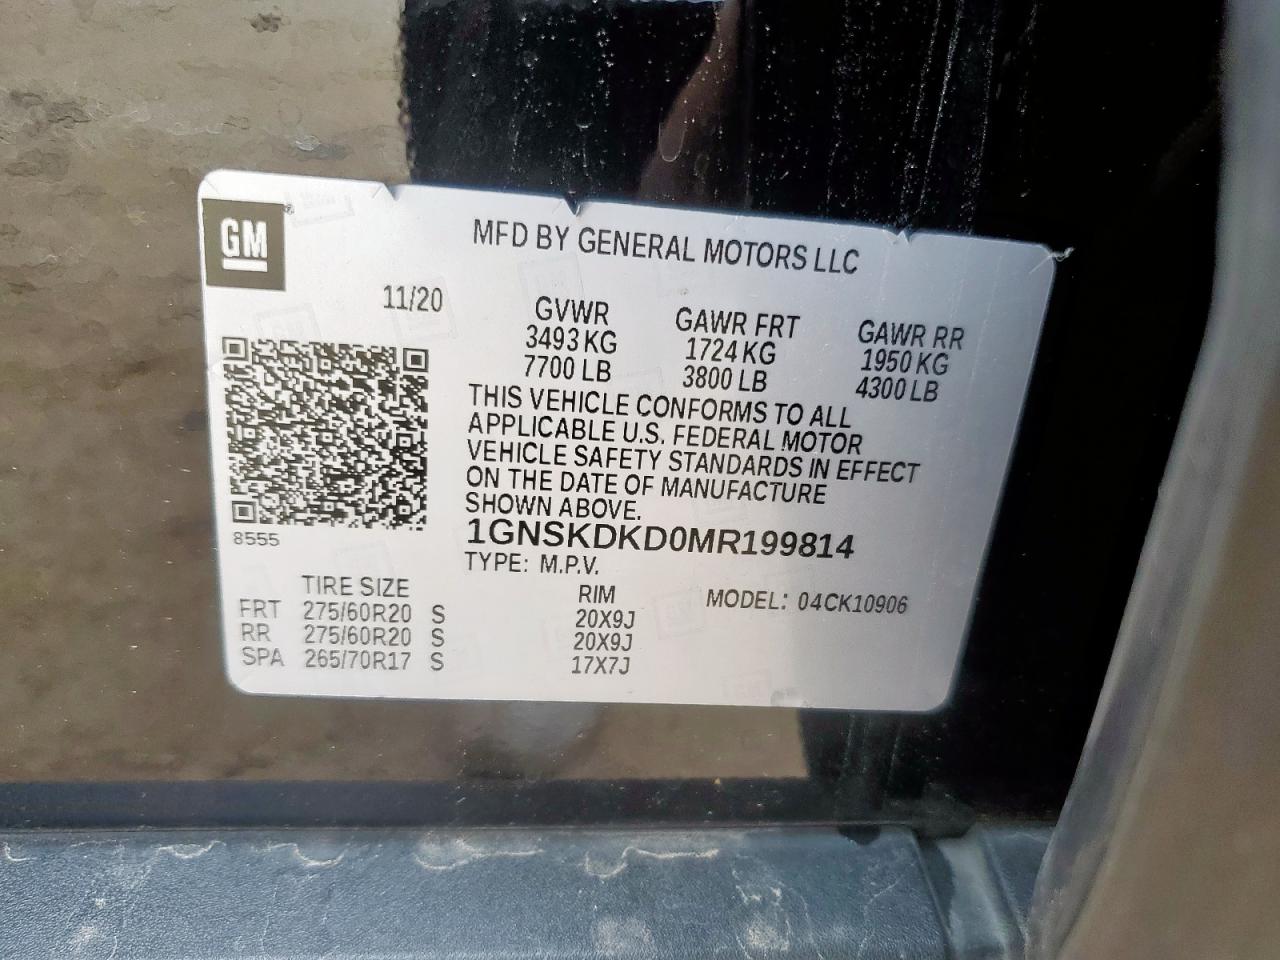 GM
MFD BY GENERAL MOTORS LLC
11/20
GVWR GAWR FRT GAWR RR
3493 KG 1724 KG 1950 KG
7700 LB 3800 LB 4300 LB
THIS VEHICLE CONFORMS TO ALL
APPLICABLE U.S. FEDERAL MOTOR
VEHICLE SAFETY STANDARDS IN EFFECT
ON THE DATE OF MANUFACTURE
SHOWN ABOVE.
8555
1GNSKDKD0MR199814
TYPE: M.P.V.
TIRE SIZE RIM MODEL: 04CK10906
FRT 275/60R20 S 20X9J
RR 275/60R20 S 20X9J
SPA 265/70R17 S 17X7J